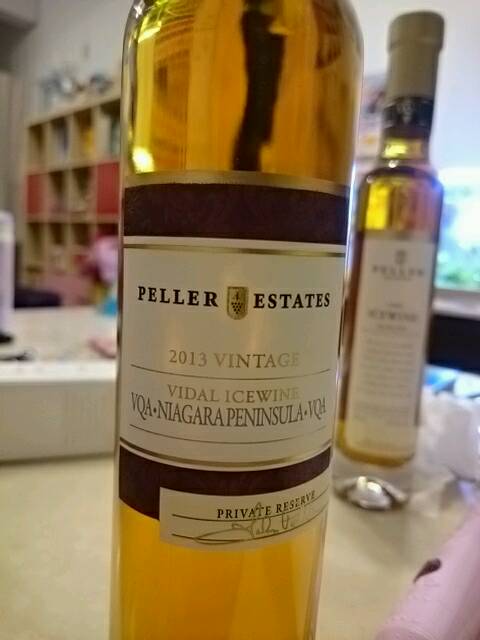 PELLER ESTATES
2013 VINTAGE
VIDAL ICEWINE
VQA•NIAGARA PENINSULA•VQA
PRIVATE RESERVE
PELLER
ICEWINE